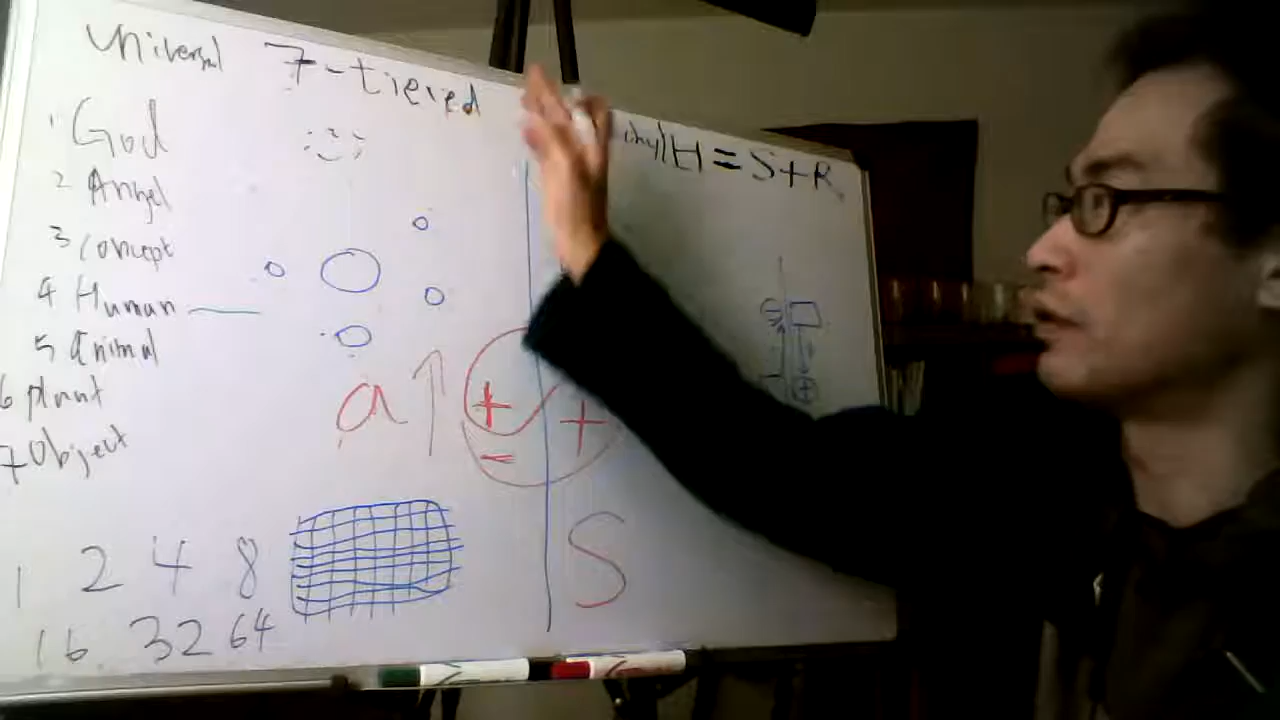 Universal 7-tiered
1 God
2 Angel
3 Concept
4 Human
5 Animal
6 Plant
7 Object
H = S+R
a
+ +
-
S
1 2 4 8
16 32 64